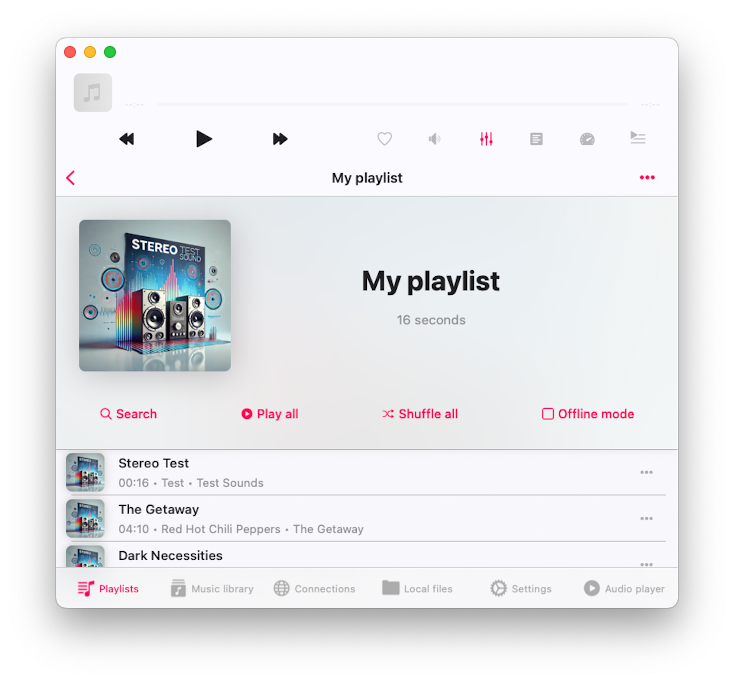 --:--
--:--
My playlist
STEREO TEST
SOUND
My playlist
16 seconds
Search
Play all
Shuffle all
Offline mode
Stereo Test
00:16 • Test • Test Sounds
The Getaway
04:10 • Red Hot Chili Peppers • The Getaway
Dark Necessities
Playlists
Music library
Connections
Local files
Settings
Audio player